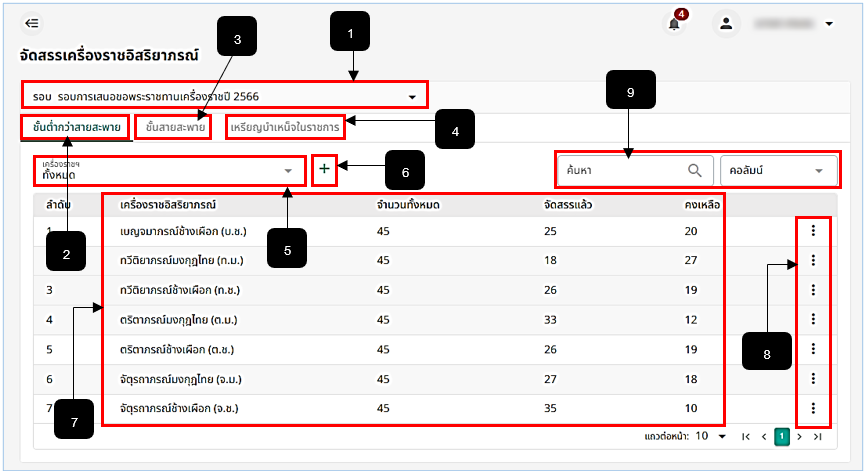 4
จัดสรรเครื่องราชอิสริยาภรณ์
3
1
รอบ รอบการเสนอขอพระราชทานเครื่องราชปี 2566
9
ชั้นต่ำกว่าสายสะพาย ชั้นสายสะพาย เหรียญบำเหน็จในราชการ
4
เครื่องราชฯ
ทั้งหมด
+
6
ค้นหา คอลัมน์
ลำดับ เครื่องราชอิสริยาภรณ์ จำนวนทั้งหมด จัดสรรแล้ว คงเหลือ
1 เบญจมาภรณ์ช้างเผือก (บ.ช.) 45 25 20
2
5
ทวีติยาภรณ์มงกุฎไทย (ท.ม.) 45 18 27
3 ทวีติยาภรณ์ช้างเผือก (ท.ช.) 45 26 19
4 ตริตาภรณ์มงกุฎไทย (ต.ม.) 45 33 12
5 ตริตาภรณ์ช้างเผือก (ต.ช.) 45 26 19
8
6 จัตุรถาภรณ์มงกุฎไทย (จ.ม.) 45 27 18
7 จัตุรถาภรณ์ช้างเผือก (จ.ช.) 45 35 10
7
แถวต่อหน้า: 10 1